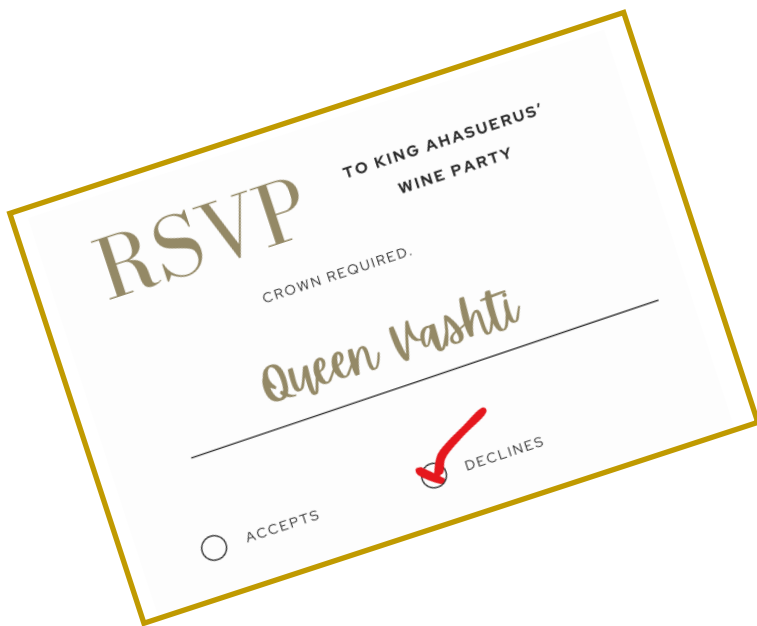 RSVP
TO KING AHASUERUS'
WINE PARTY
CROWN REQUIRED.
Queen Vashti
ACCEPTS
DECLINES